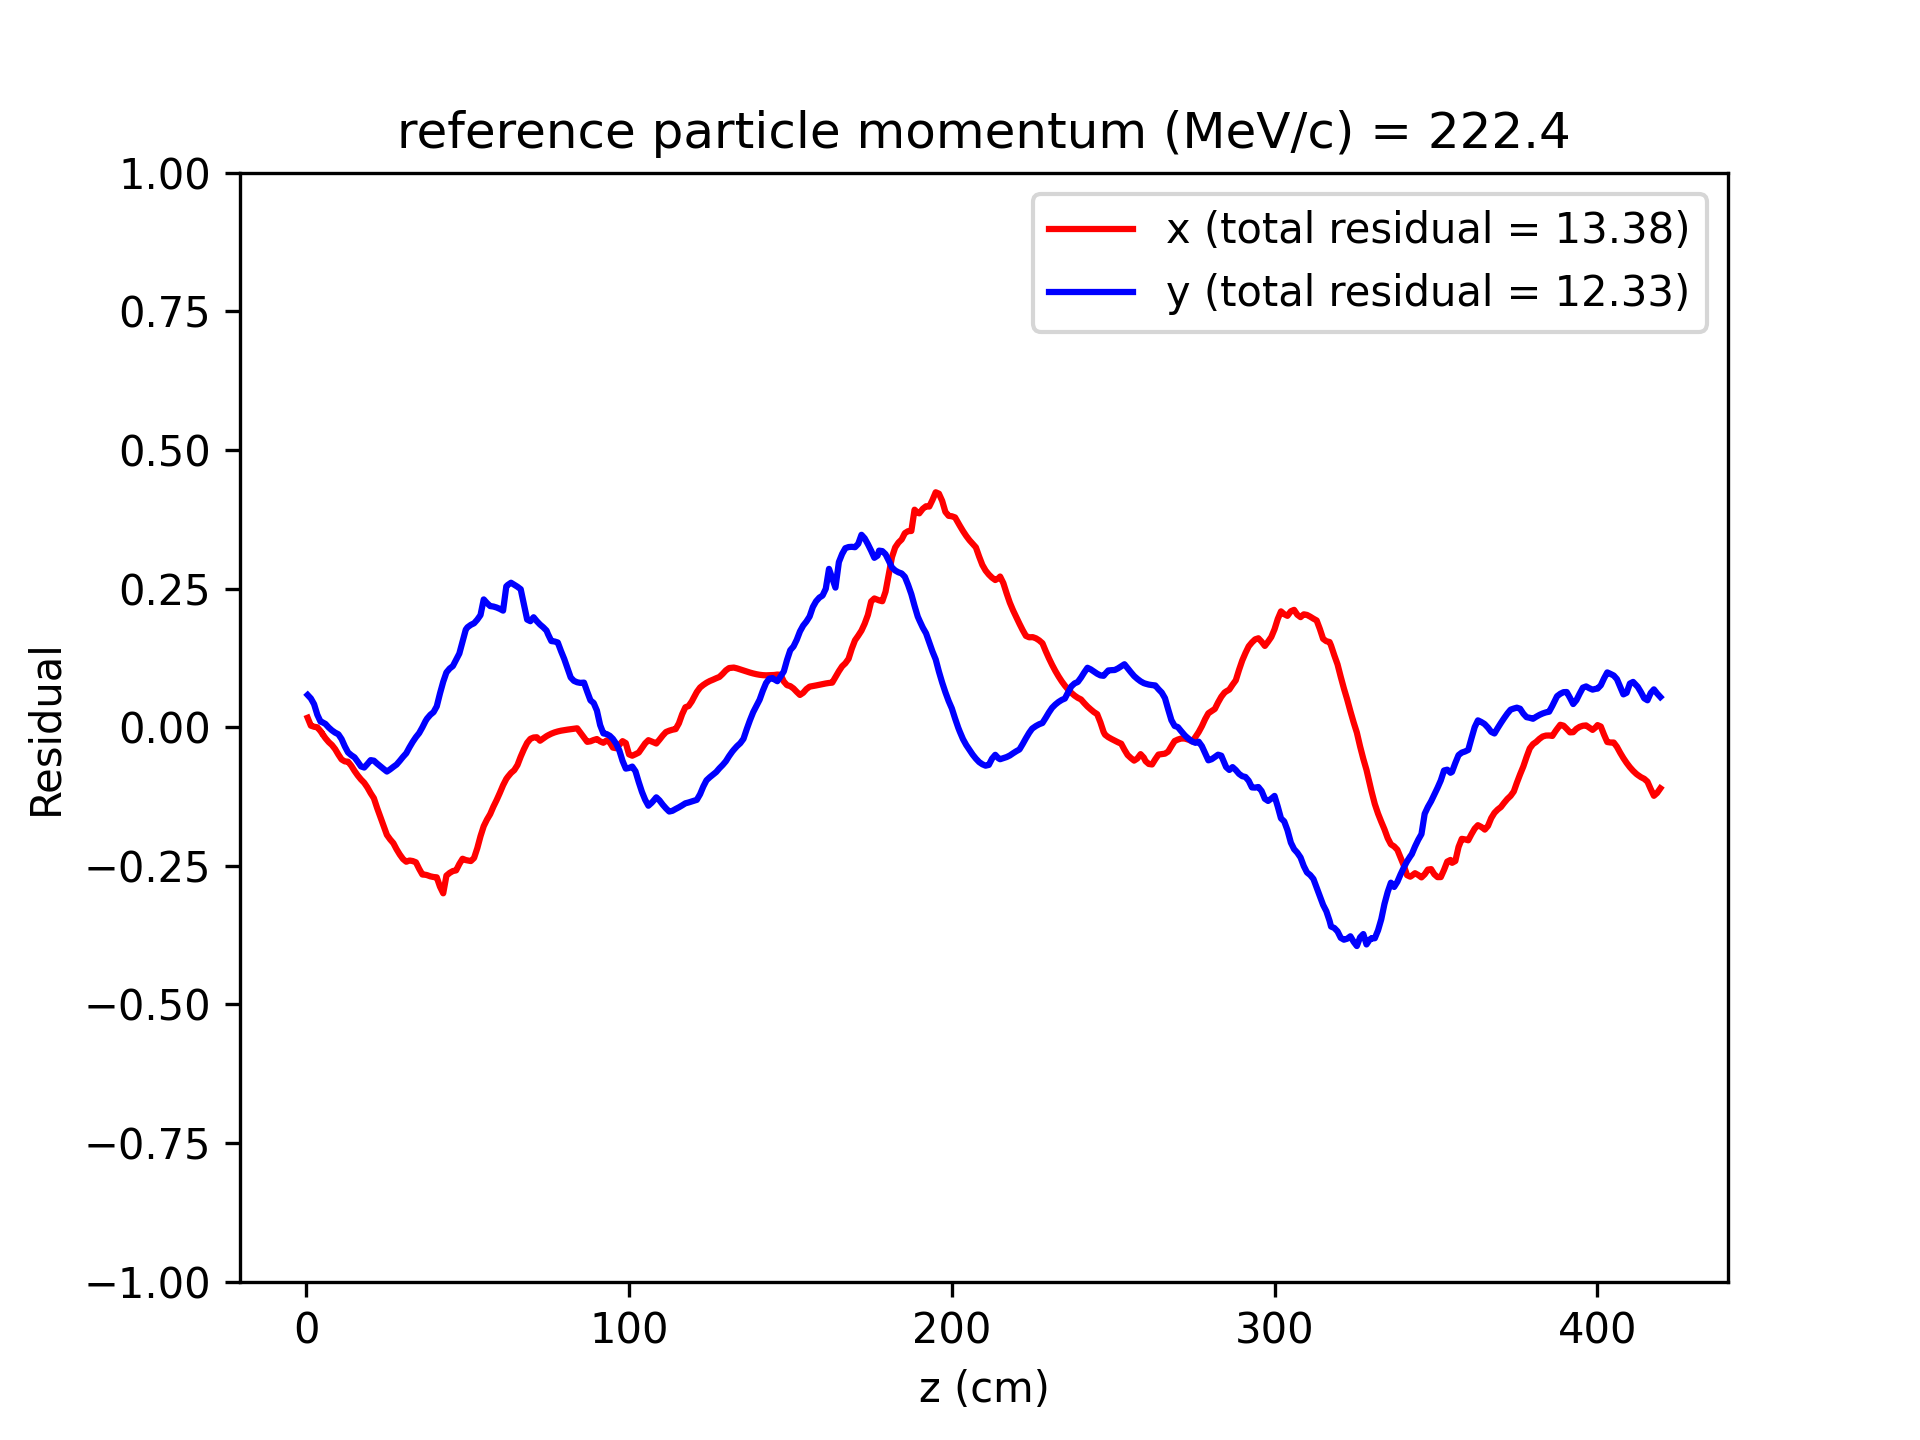 reference particle momentum (MeV/c) = 222.4
x (total residual = 13.38)
y (total residual = 12.33)
Residual
1.00
0.75
0.50
0.25
0.00
−0.25
−0.50
−0.75
−1.00
0 100 200 300 400
z (cm)